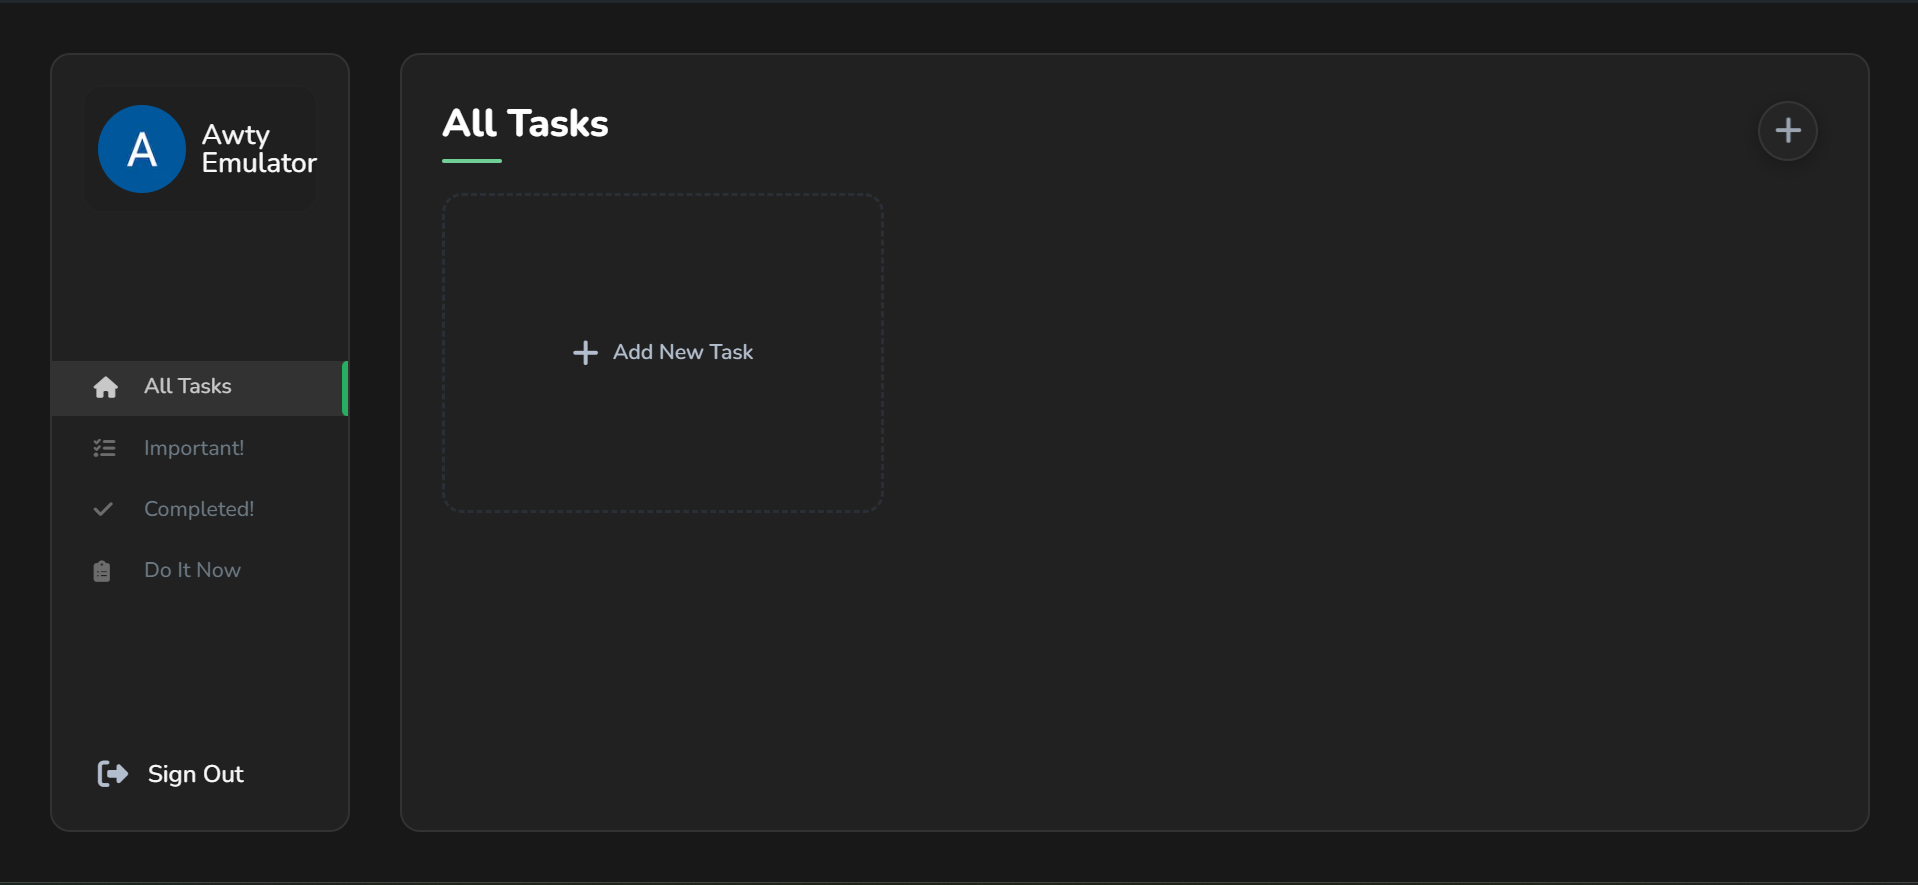 A
Awty
Emulator
All Tasks
Important!
Completed!
Do It Now
Sign Out
All Tasks
Add New Task